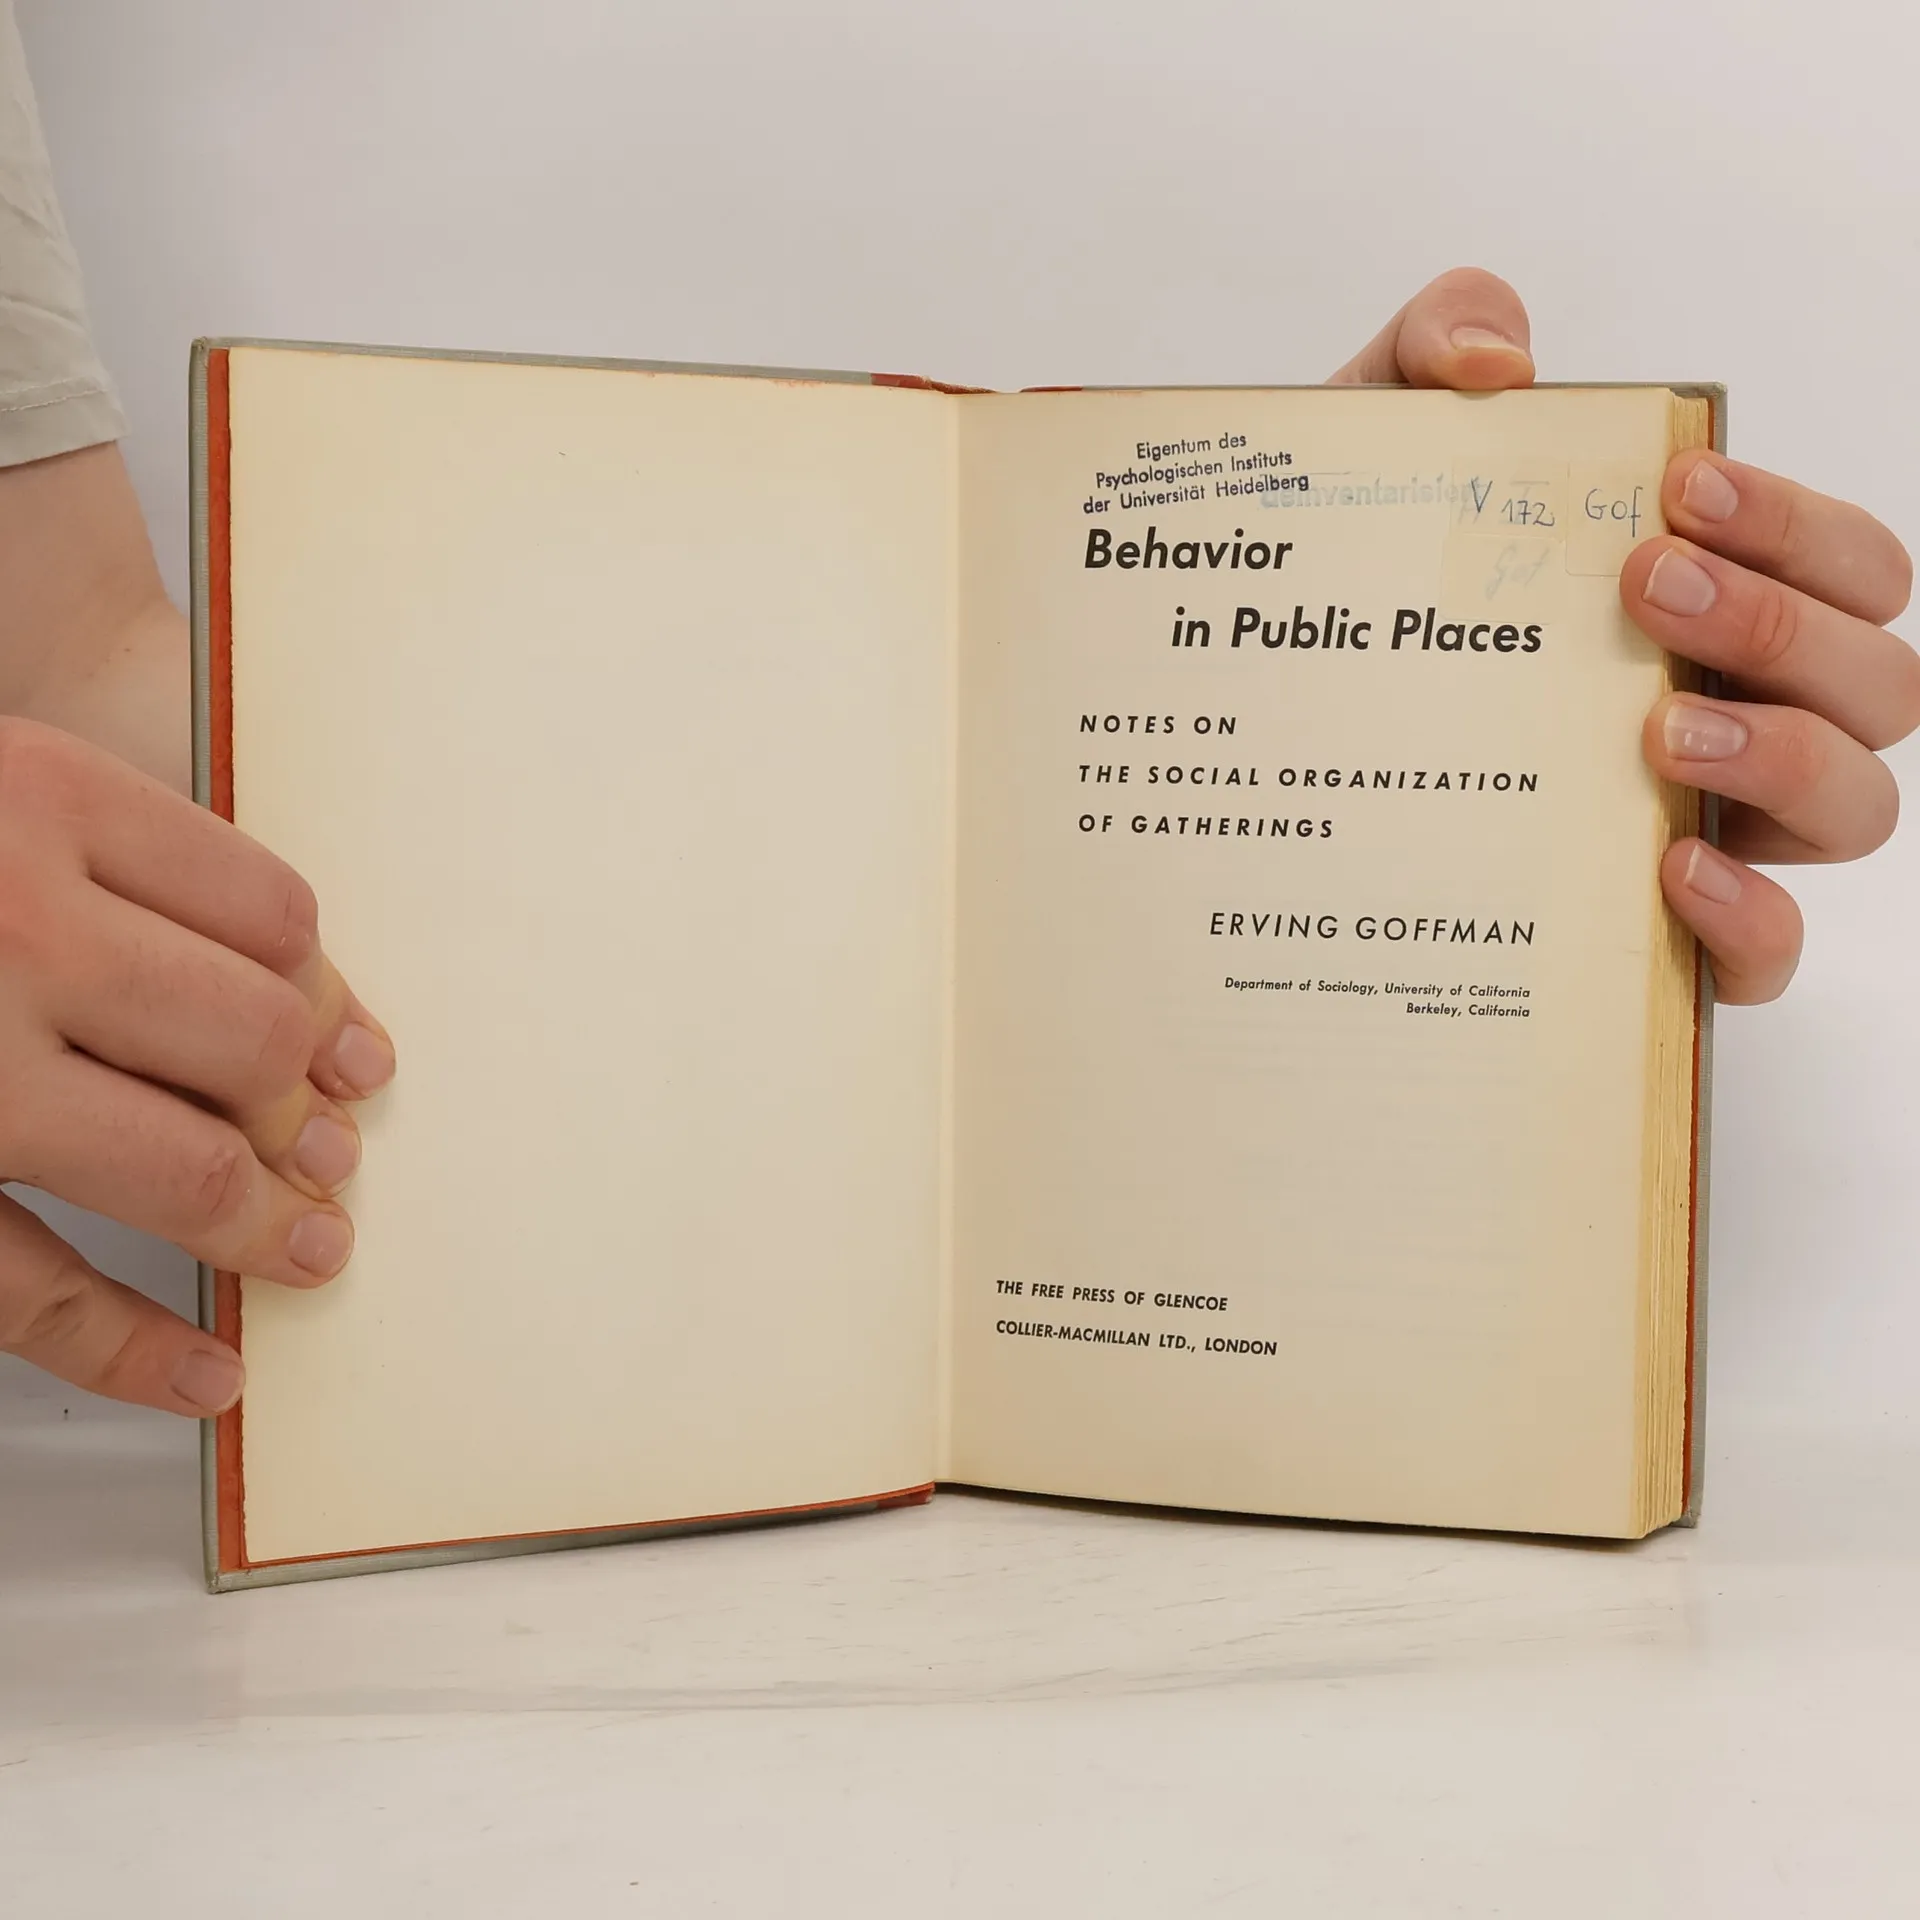 Eigentum des
Psychologischen Instituts
der Universität Heidelberg
deinventarisiert
V 172
Gof
Behavior
in Public Places
NOTES ON
THE SOCIAL ORGANIZATION
OF GATHERINGS
ERVING GOFFMAN
Department of Sociology, University of California
Berkeley, California
THE FREE PRESS OF GLENCOE
COLLIER-MACMILLAN LTD., LONDON